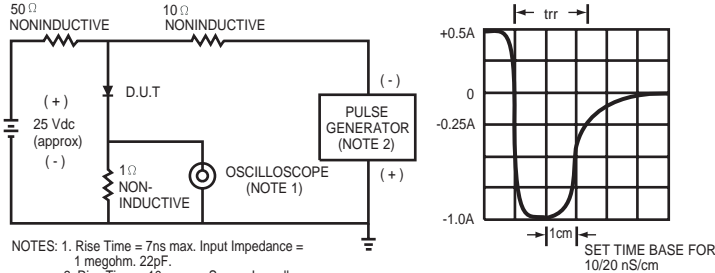 50 Ω
NONINDUCTIVE
10 Ω
NONINDUCTIVE
( + )
25 Vdc
(approx)
( - )
D.U.T
1 Ω
NON-
INDUCTIVE
OSCILLOSCOPE
(NOTE 1)
( - )
PULSE
GENERATOR
(NOTE 2)
( + )
trr
+0.5A
0
-0.25A
-1.0A
1cm
SET TIME BASE FOR
10/20 nS/cm
NOTES: 1. Rise Time = 7ns max. Input Impedance =
1 megohm. 22pF.